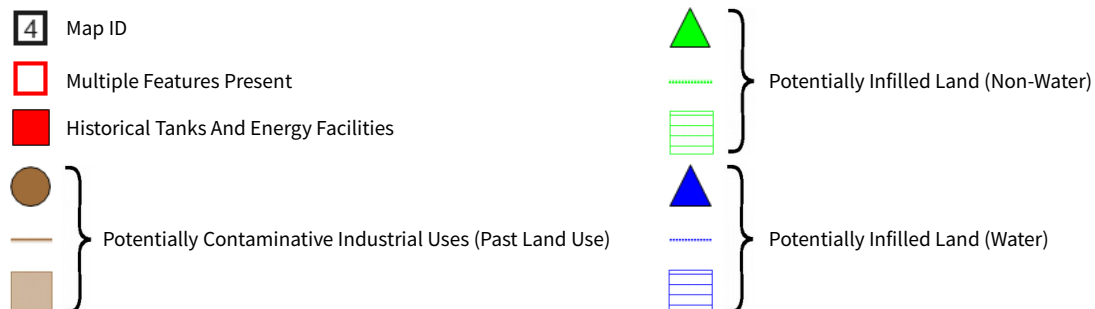 4
Map ID
Multiple Features Present
Historical Tanks And Energy Facilities
Potentially Contaminative Industrial Uses (Past Land Use)
Potentially Infilled Land (Non-Water)
Potentially Infilled Land (Water)